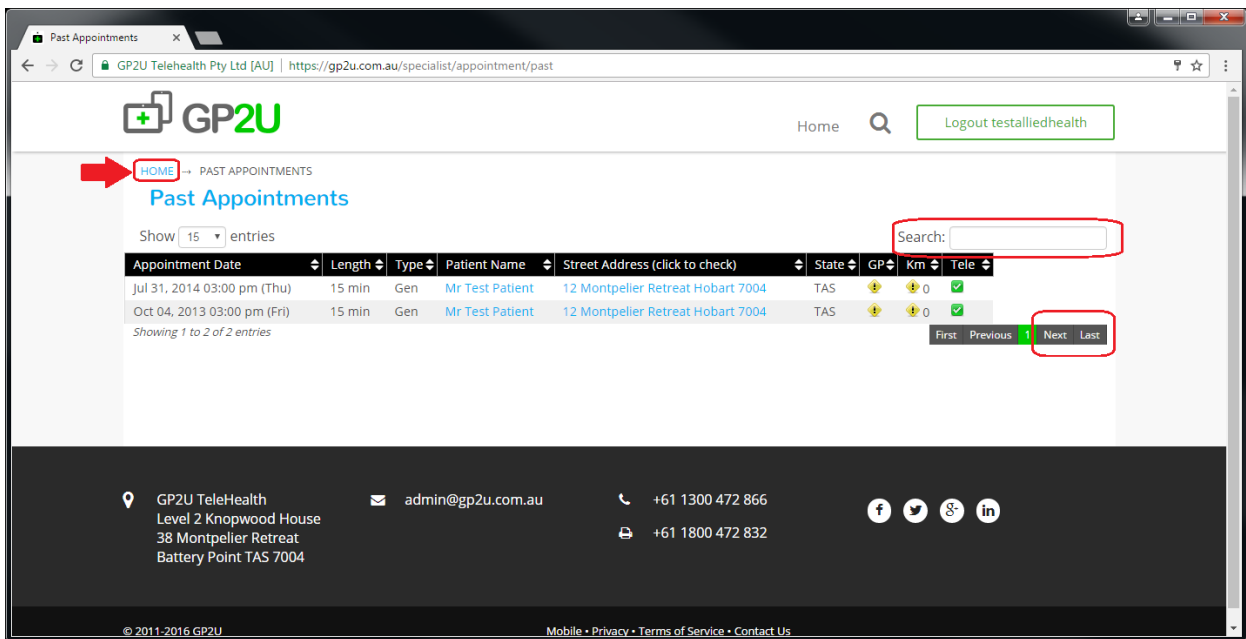 Past Appointments
GP2U Telehealth Pty Ltd [AU] | https://gp2u.com.au/specialist/appointment/past
GP2U
Home
Logout testalliedhealth
HOME → PAST APPOINTMENTS
Past Appointments
Show 15 entries
Search:
Appointment Date Length Type Patient Name Street Address (click to check) State GP Km Tele
Jul 31, 2014 03:00 pm (Thu) 15 min Gen Mr Test Patient 12 Montpelier Retreat Hobart 7004 TAS 0
Oct 04, 2013 03:00 pm (Fri) 15 min Gen Mr Test Patient 12 Montpelier Retreat Hobart 7004 TAS 0
Showing 1 to 2 of 2 entries
First Previous 1 Next Last
GP2U TeleHealth
Level 2 Knopwood House
38 Montpelier Retreat
Battery Point TAS 7004
admin@gp2u.com.au
+61 1300 472 866
+61 1800 472 832
© 2011-2016 GP2U
Mobile • Privacy • Terms of Service • Contact Us